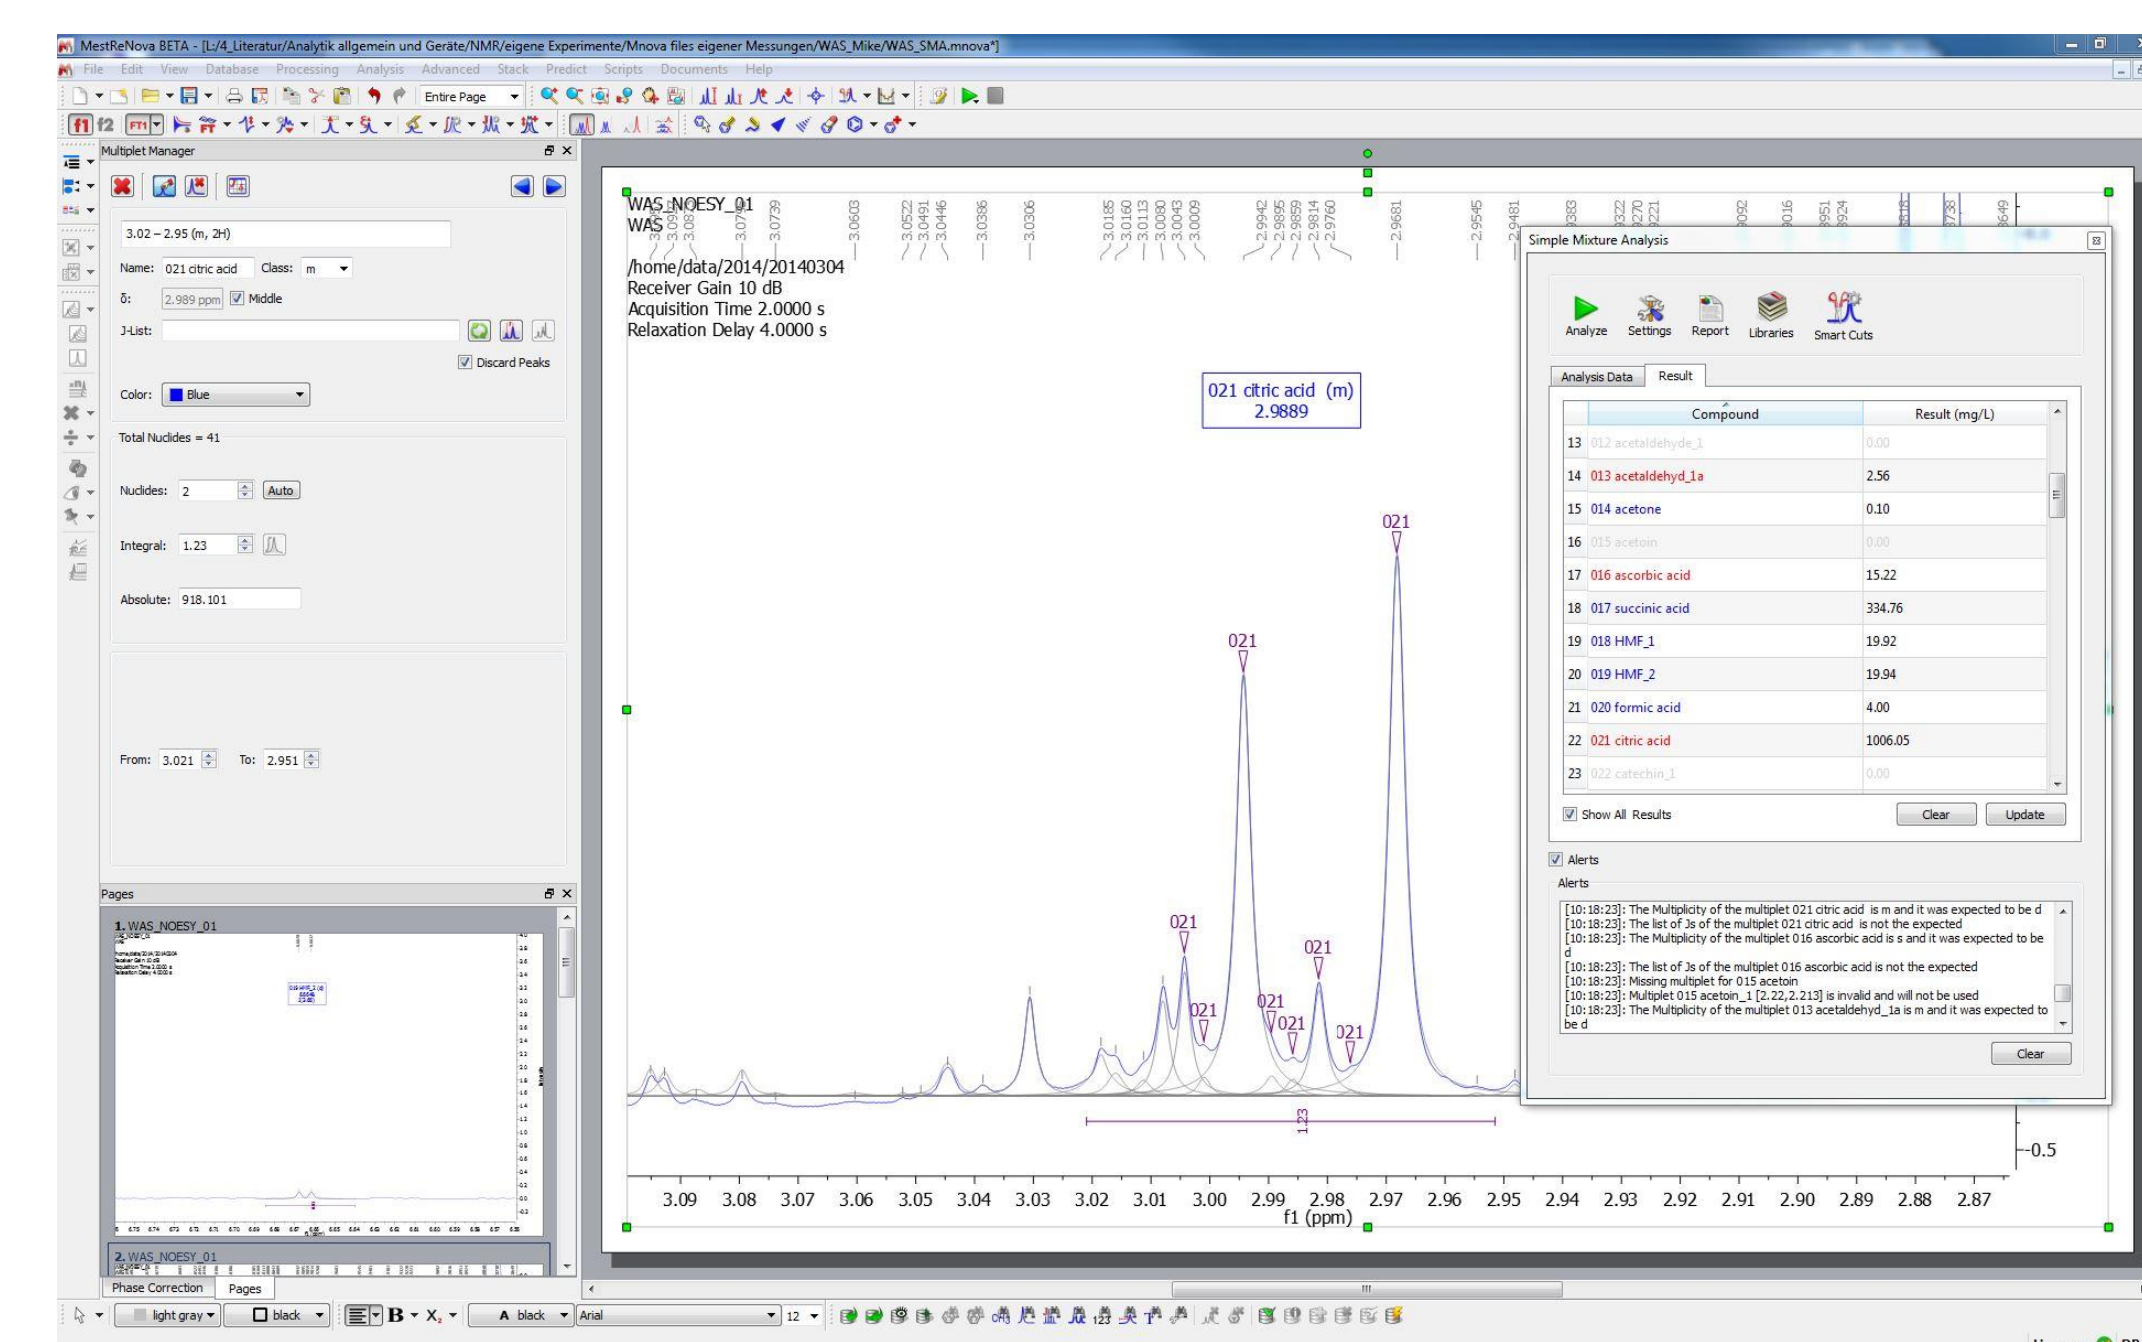 MestReNova BETA - [L:/4_Literatur/Analytik allgemein und Geräte/NMR/eigene Experimente/Mnova files eigener Messungen/WAS_Mike/WAS_SMA.mnova*]
File Edit View Database Processing Analysis Advanced Stack Predict Scripts Documents Help
Entire Page
f1 f2 FT1
Multiplet Manager
3.02 – 2.95 (m, 2H)
Name: 021 citric acid Class: m
δ: 2.989 ppm Middle
J-List:
Discard Peaks
Color: Blue
Total Nuclides = 41
Nuclides: 2 Auto
Integral: 1.23
Absolute: 918.101
From: 3.021 To: 2.951
Pages
1. WAS_NOESY_01
2. WAS_NOESY_01
Phase Correction Pages
WAS_NOESY_01
WAS
/home/data/2014/20140304
Receiver Gain 10 dB
Acquisition Time 2.0000 s
Relaxation Delay 4.0000 s
3.0739 3.0603 3.0522 3.0491 3.0446 3.0386 3.0306 3.0185 3.0160 3.0113 3.0080 3.0043 3.0009 2.9942 2.9895 2.9859 2.9814 2.9760 2.9681 2.9545 2.9481
021 citric acid (m)
2.9889
021
021
021
021
021
021
021
021
1.23
-0.5
3.09 3.08 3.07 3.06 3.05 3.04 3.03 3.02 3.01 3.00 2.99 2.98 2.97 2.96 2.95 2.94 2.93 2.92 2.91 2.90 2.89 2.88 2.87
f1 (ppm)
Simple Mixture Analysis
Analyze Settings Report Libraries Smart Cuts
Analysis Data Result
Compound Result (mg/L)
13 012 acetaldehyde_1 0.00
14 013 acetaldehyd_1a 2.56
15 014 acetone 0.10
16 015 acetoin 0.00
17 016 ascorbic acid 15.22
18 017 succinic acid 334.76
19 018 HMF_1 19.92
20 019 HMF_2 19.94
21 020 formic acid 4.00
22 021 citric acid 1006.05
23 022 catechin_1 0.00
Show All Results Clear Update
Alerts
Alerts
[10:18:23]: The Multiplicity of the multiplet 021 citric acid is m and it was expected to be d
[10:18:23]: The list of Js of the multiplet 021 citric acid is not the expected
[10:18:23]: The Multiplicity of the multiplet 016 ascorbic acid is s and it was expected to be
d
[10:18:23]: The list of Js of the multiplet 016 ascorbic acid is not the expected
[10:18:23]: Missing multiplet for 015 acetoin
[10:18:23]: Multiplet 015 acetoin_1 [2.22,2.213] is invalid and will not be used
[10:18:23]: The Multiplicity of the multiplet 013 acetaldehyd_1a is m and it was expected to
be d
Clear
light gray black B X₂ A black Arial 12